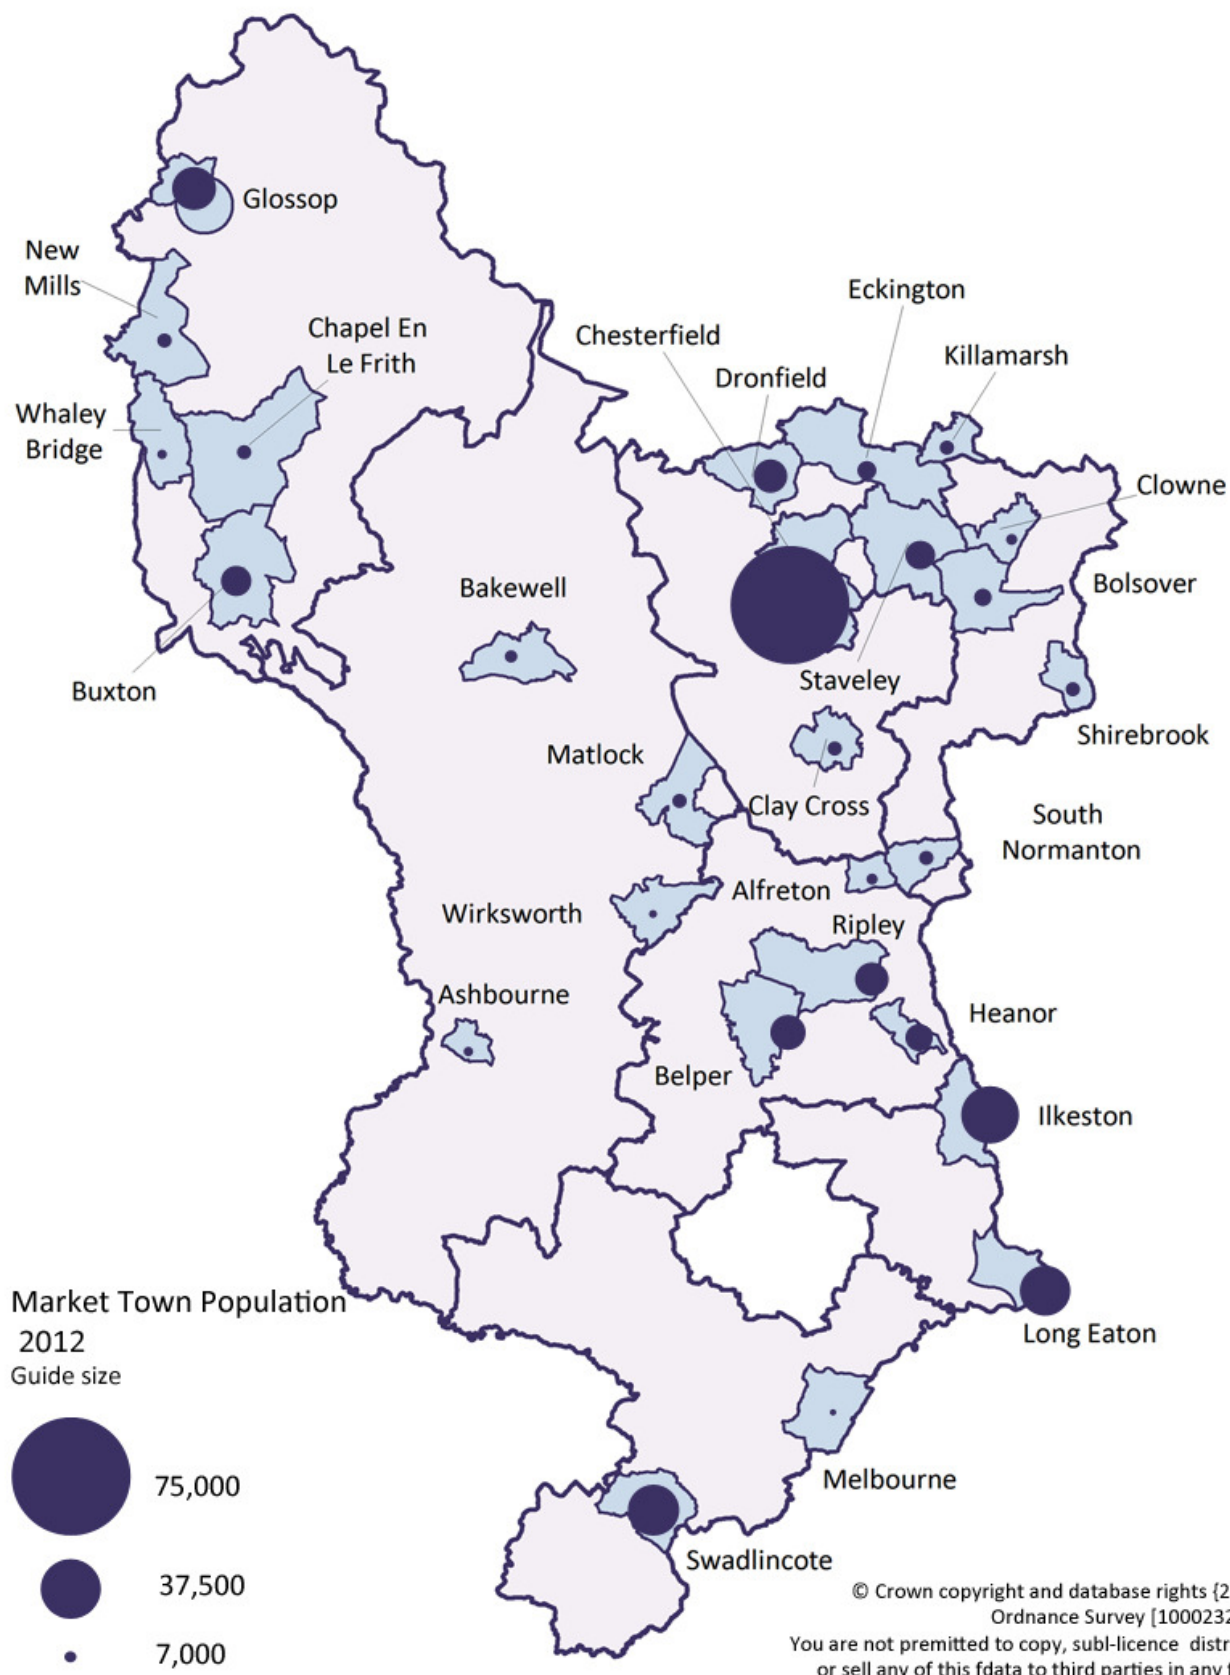 Glossop
New
Mills
Chapel En
Le Frith
Whaley
Bridge
Buxton
Eckington
Chesterfield
Killamarsh
Dronfield
Clowne
Bolsover
Bakewell
Staveley
Shirebrook
Matlock
Clay Cross
South
Normanton
Alfreton
Wirksworth
Ripley
Ashbourne
Heanor
Belper
Ilkeston
Long Eaton
Melbourne
Swadlincote
Market Town Population
2012
Guide size
75,000
37,500
7,000
© Crown copyright and database rights {2
Ordnance Survey [1000232
You are not premitted to copy, subl-licence distr
or sell any of this fdata to third parties in any